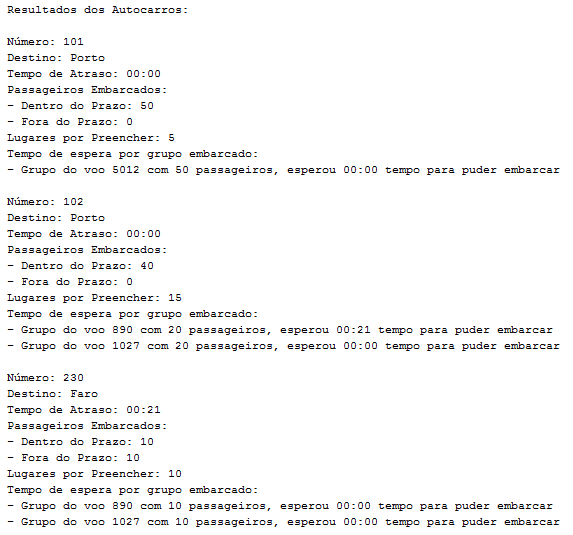 Resultados dos Autocarros:
Número: 101
Destino: Porto
Tempo de Atraso: 00:00
Passageiros Embarcados:
- Dentro do Prazo: 50
- Fora do Prazo: 0
Lugares por Preencher: 5
Tempo de espera por grupo embarcado:
- Grupo do voo 5012 com 50 passageiros, esperou 00:00 tempo para puder embarcar
Número: 102
Destino: Porto
Tempo de Atraso: 00:00
Passageiros Embarcados:
- Dentro do Prazo: 40
- Fora do Prazo: 0
Lugares por Preencher: 15
Tempo de espera por grupo embarcado:
- Grupo do voo 890 com 20 passageiros, esperou 00:21 tempo para puder embarcar
- Grupo do voo 1027 com 20 passageiros, esperou 00:00 tempo para puder embarcar
Número: 230
Destino: Faro
Tempo de Atraso: 00:21
Passageiros Embarcados:
- Dentro do Prazo: 10
- Fora do Prazo: 10
Lugares por Preencher: 10
Tempo de espera por grupo embarcado:
- Grupo do voo 890 com 10 passageiros, esperou 00:00 tempo para puder embarcar
- Grupo do voo 1027 com 10 passageiros, esperou 00:00 tempo para puder embarcar